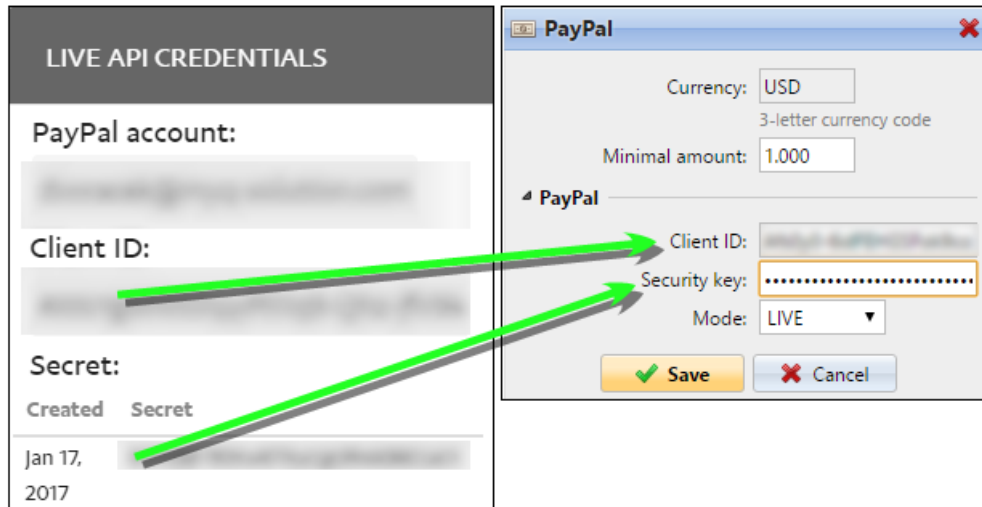 LIVE API CREDENTIALS
PayPal account:
Client ID:
Secret:
Created Secret
Jan 17,
2017
PayPal
Currency: USD
3-letter currency code
Minimal amount: 1.000
PayPal
Client ID:
Security key:
Mode: LIVE
Save Cancel